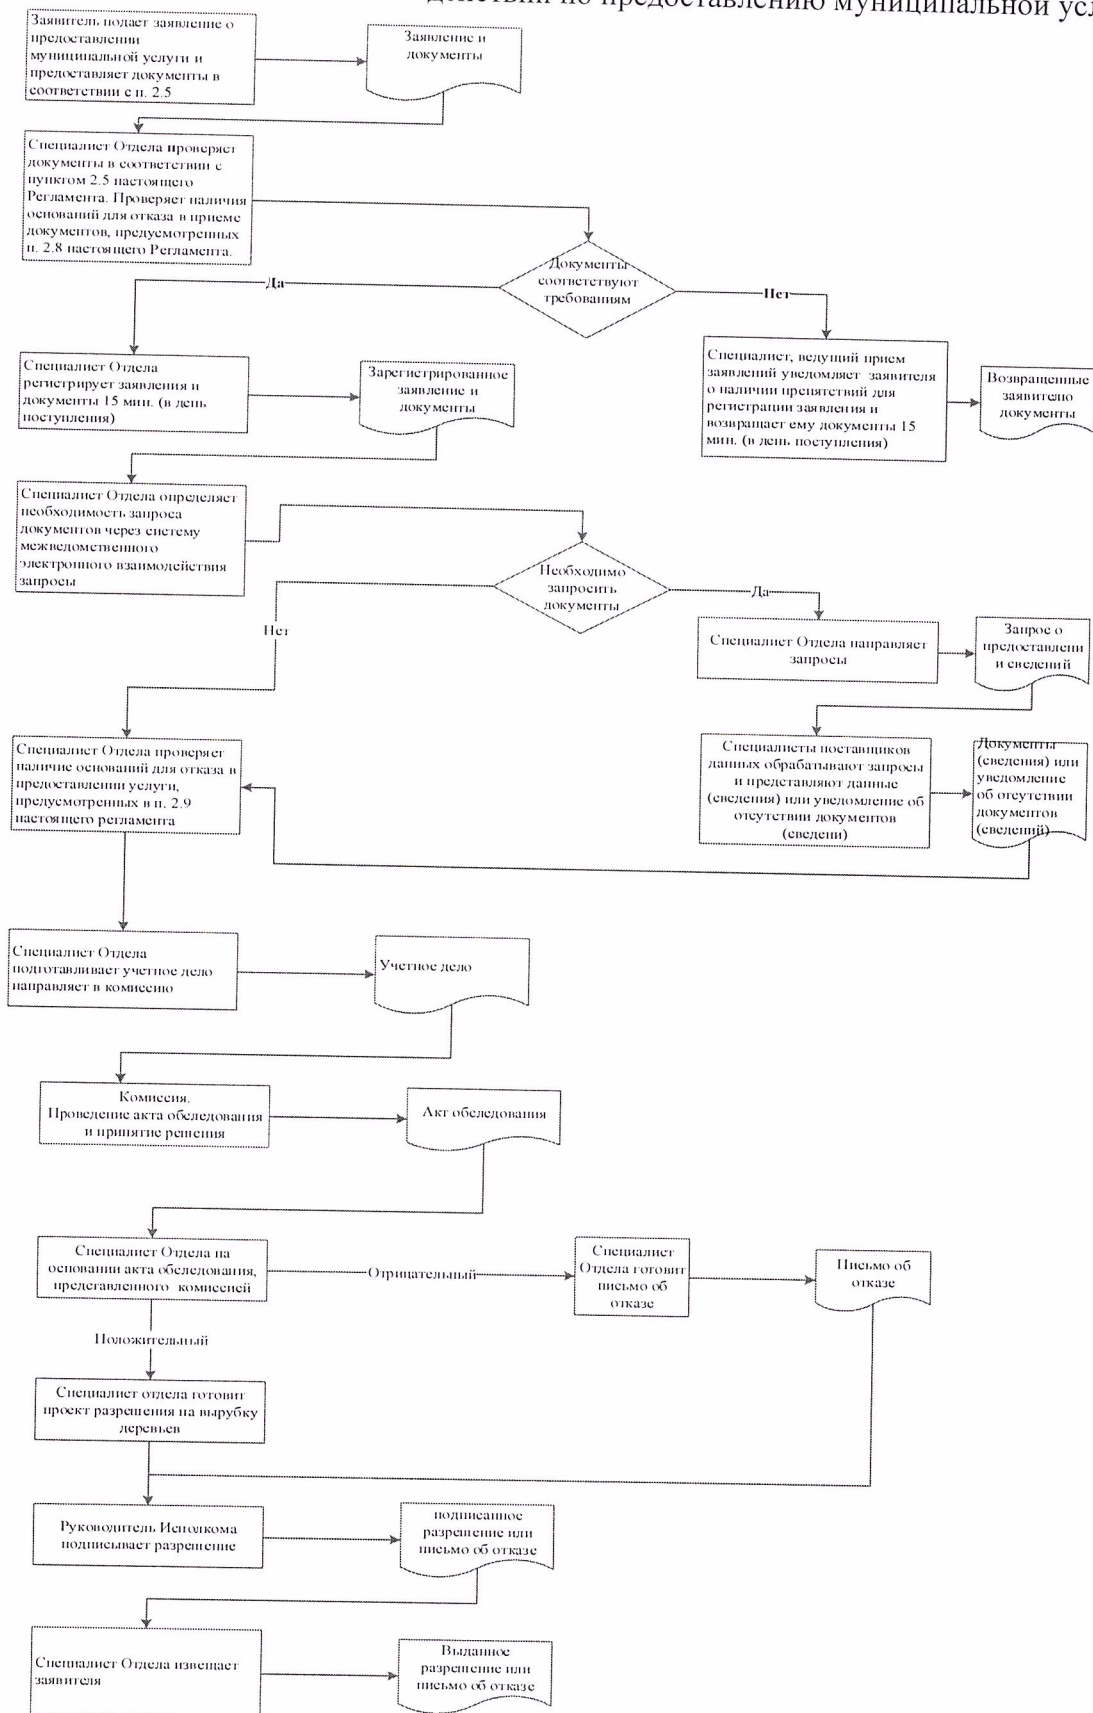 действий по предоставлению муниципальной усл
Заявитель подает заявление о
предоставлении
муниципальной услуги и
предоставляет документы в
соответствии с п. 2.5
Заявление и
документы
Специалист Отдела проверяет
документы в соответствии с
пунктом 2.5 настоящего
Регламента. Проверяет наличия
оснований для отказа в приеме
документов, предусмотренных
п. 2.8 настоящего Регламента.
Документы
соответствуют
требованиям
Да
Нет
Специалист Отдела
регистрирует заявления и
документы 15 мин. (в день
поступления)
Зарегистрированное
заявление и
документы
Специалист, ведущий прием
заявлений уведомляет заявителя
о наличии препятствий для
регистрации заявления и
возвращает ему документы 15
мин. (в день поступления)
Возвращенные
заявителю
документы
Специалист Отдела определяет
необходимость запроса
документов через систему
межведомственного
электронного взаимодействия
запросы
Необходимо
запросить
документы
Да
Нет
Специалист Отдела направляет
запросы
Запрос о
предоставлени
и сведений
Специалист Отдела проверяет
наличие оснований для отказа в
предоставлении услуги,
предусмотренных в п. 2.9
настоящего регламента
Специалисты поставщиков
данных обрабатывают запросы
и представляют данные
(сведения) или уведомление об
отсутствии документов
(сведени)
Документы
(сведения) или
уведомление
об отсутствии
документов
(сведений)
Специалист Отдела
подготавливает учетное дело
направляет в комиссию
Учетное дело
Комиссия.
Проведение акта обследования
и принятие решения
Акт обследования
Специалист Отдела на
основании акта обследования,
представленного комиссией
Отрицательный
Специалист
Отдела готовит
письмо об
отказе
Письмо об
отказе
Положительный
Специалист отдела готовит
проект разрешения на вырубку
деревьев
Руководитель Исполкома
подписывает разрешение
подписанное
разрешение или
письмо об отказе
Специалист Отдела извещает
заявителя
Выданное
разрешение или
письмо об отказе